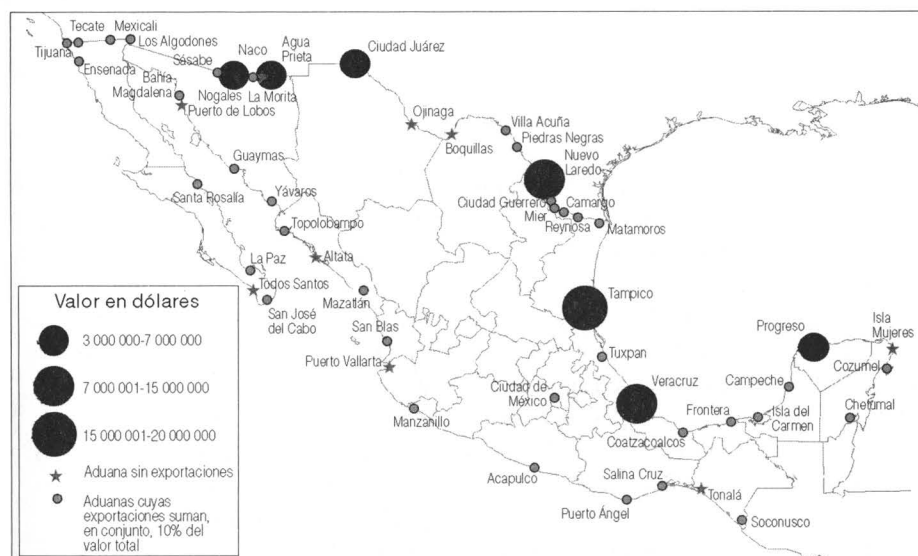 Tecate
Mexicali
Los Algodones
Tijuana
Ensenada
Sásabe
Naco
Agua
Prieta
Ciudad Juárez
Bahía
Magdalena
Nogales
La Morita
Puerto de Lobos
Ojinaga
Boquillas
Villa Acuña
Piedras Negras
Nuevo
Laredo
Guaymas
Santa Rosalía
Yávaros
Ciudad Guerrero
Mier
Camargo
Reynosa
Matamoros
Topolobampo
Altata
La Paz
Todos Santos
San José
del Cabo
Mazatlán
Tampico
San Blas
Puerto Vallarta
Tuxpan
Progreso
Isla
Mujeres
Cozumel
Ciudad de
México
Veracruz
Campeche
Manzanillo
Frontera
Isla del
Carmen
Chetumal
Coatzacoalcos
Acapulco
Salina Cruz
Tonalá
Puerto Ángel
Soconusco
Valor en dólares
3 000 000-7 000 000
7 000 001-15 000 000
15 000 001-20 000 000
Aduana sin exportaciones
Aduanas cuyas
exportaciones suman,
en conjunto, 10% del
valor total